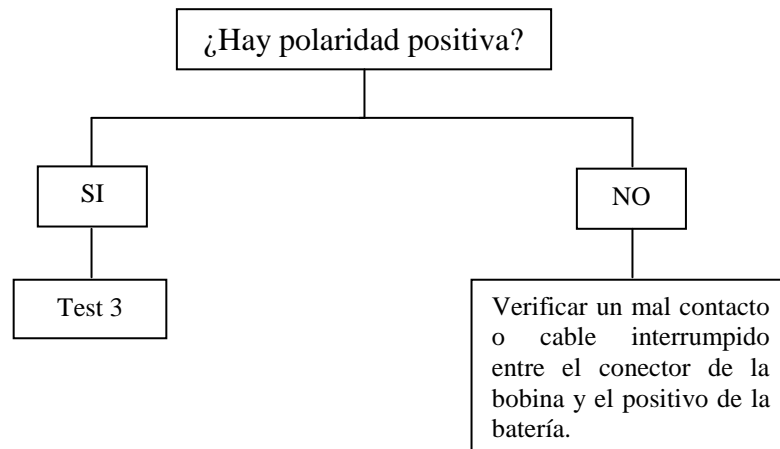 ¿Hay polaridad positiva?
SI
NO
Test 3
Verificar un mal contacto
o cable interrumpido
entre el conector de la
bobina y el positivo de la
batería.